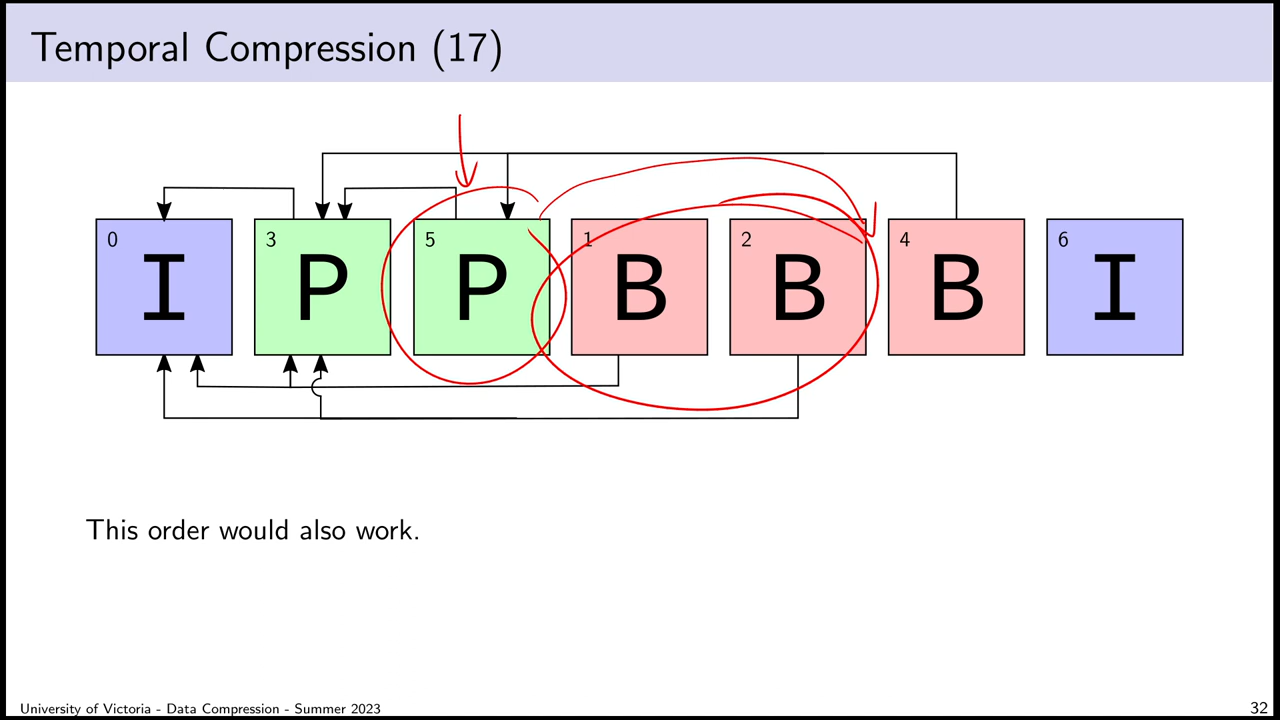 Temporal Compression (17)
0 3 5 1 2 4 6
I P P B B B I
This order would also work.
University of Victoria - Data Compression - Summer 2023 32